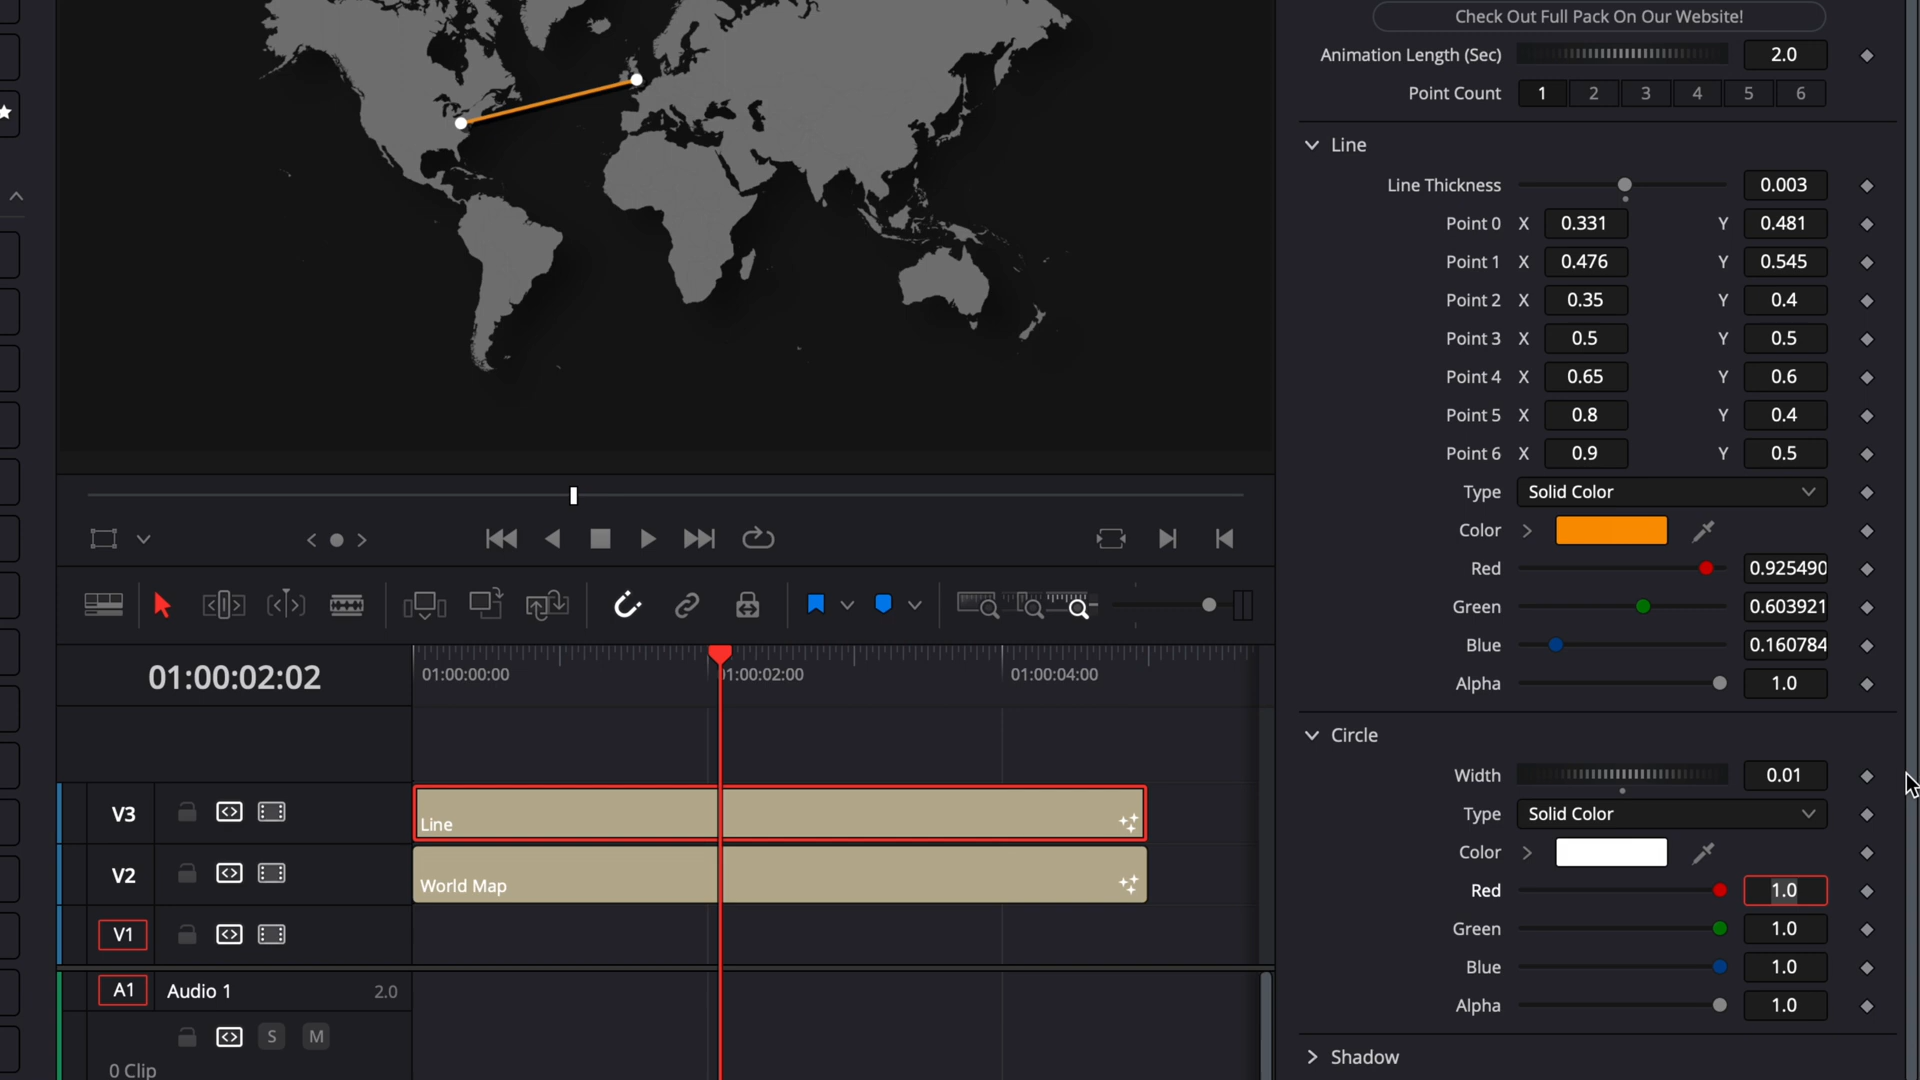 Check Out Full Pack On Our Website!
Animation Length (Sec) 2.0
Point Count 1 2 3 4 5 6
Line
Line Thickness 0.003
Point 0 X 0.331 Y 0.481
Point 1 X 0.476 Y 0.545
Point 2 X 0.35 Y 0.4
Point 3 X 0.5 Y 0.5
Point 4 X 0.65 Y 0.6
Point 5 X 0.8 Y 0.4
Point 6 X 0.9 Y 0.5
Type Solid Color
Color
Red 0.925490
Green 0.603921
Blue 0.160784
Alpha 1.0
Circle
Width 0.01
Type Solid Color
Color
Red 1.0
Green 1.0
Blue 1.0
Alpha 1.0
Shadow
01:00:02:02
01:00:00:00 01:00:02:00 01:00:04:00
V3
Line
V2
World Map
V1
A1 Audio 1 2.0
S M
0 Clip